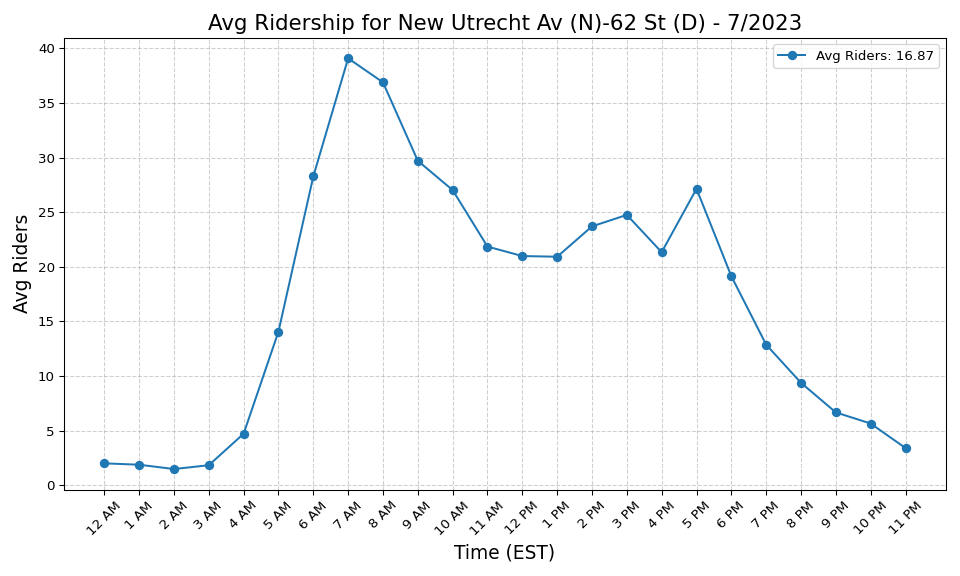 Avg Ridership for New Utrecht Av (N)-62 St (D) - 7/2023
Avg Riders: 16.87
40
35
30
25
20
15
10
5
0
Avg Riders
12 AM
1 AM
2 AM
3 AM
4 AM
5 AM
6 AM
7 AM
8 AM
9 AM
10 AM
11 AM
12 PM
1 PM
2 PM
3 PM
4 PM
5 PM
6 PM
7 PM
8 PM
9 PM
10 PM
11 PM
Time (EST)